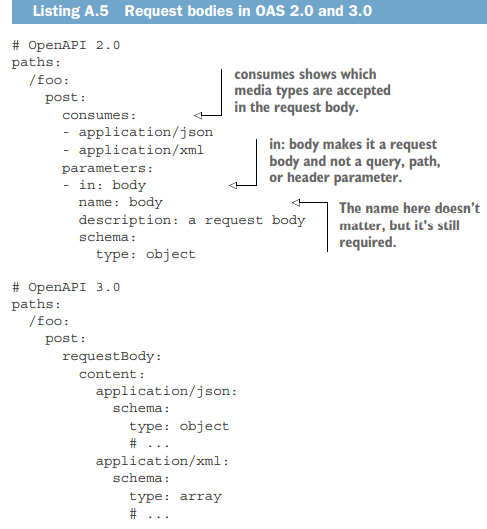 Listing A.5 Request bodies in OAS 2.0 and 3.0
# OpenAPI 2.0
paths:
  /foo:
    post:
      consumes:
      - application/json
      - application/xml
      parameters:
      - in: body
        name: body
        description: a request body
        schema:
          type: object
consumes shows which
media types are accepted
in the request body.
in: body makes it a request
body and not a query, path,
or header parameter.
The name here doesn't
matter, but it's still
required.
# OpenAPI 3.0
paths:
  /foo:
    post:
      requestBody:
        content:
          application/json:
            schema:
              type: object
              # ...
          application/xml:
            schema:
              type: array
              # ...